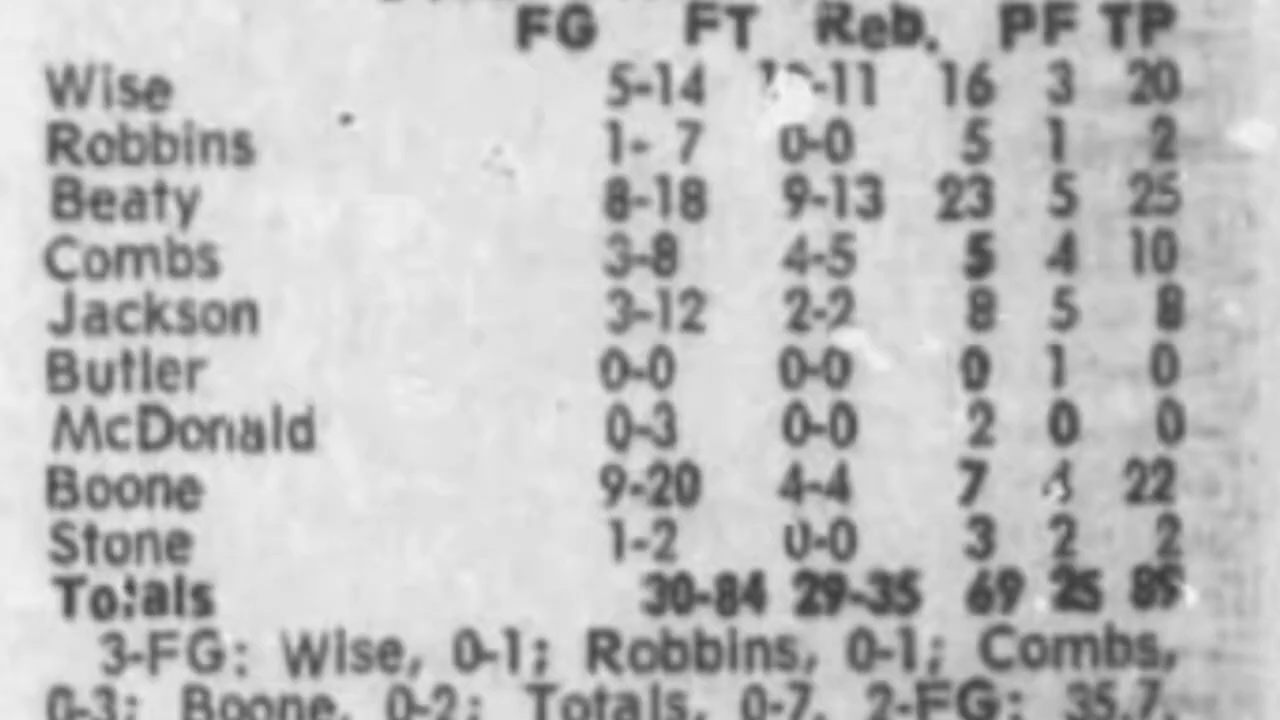 FG FT Reb. PF TP
Wise 5-14 16 3 20
Robbins 1- 7 0-0 5 1 2
Beaty 8-18 9-13 23 5 25
Combs 3-8 4-5 5 4 10
Jackson 3-12 2-2 8 5 8
Butler 0-0 0-0 0 1 0
McDonald 0-3 0-0 2 0 0
Boone 9-20 4-4 7 22
Stone 1-2 0-0 3 2 2
Totals 30-84 29-35 69 25 89
3-FG: Wise, 0-1; Robbins, 0-1; Combs,
0-3; Boone, 0-2; Totals, 0-7. 2-FG: 35.7.